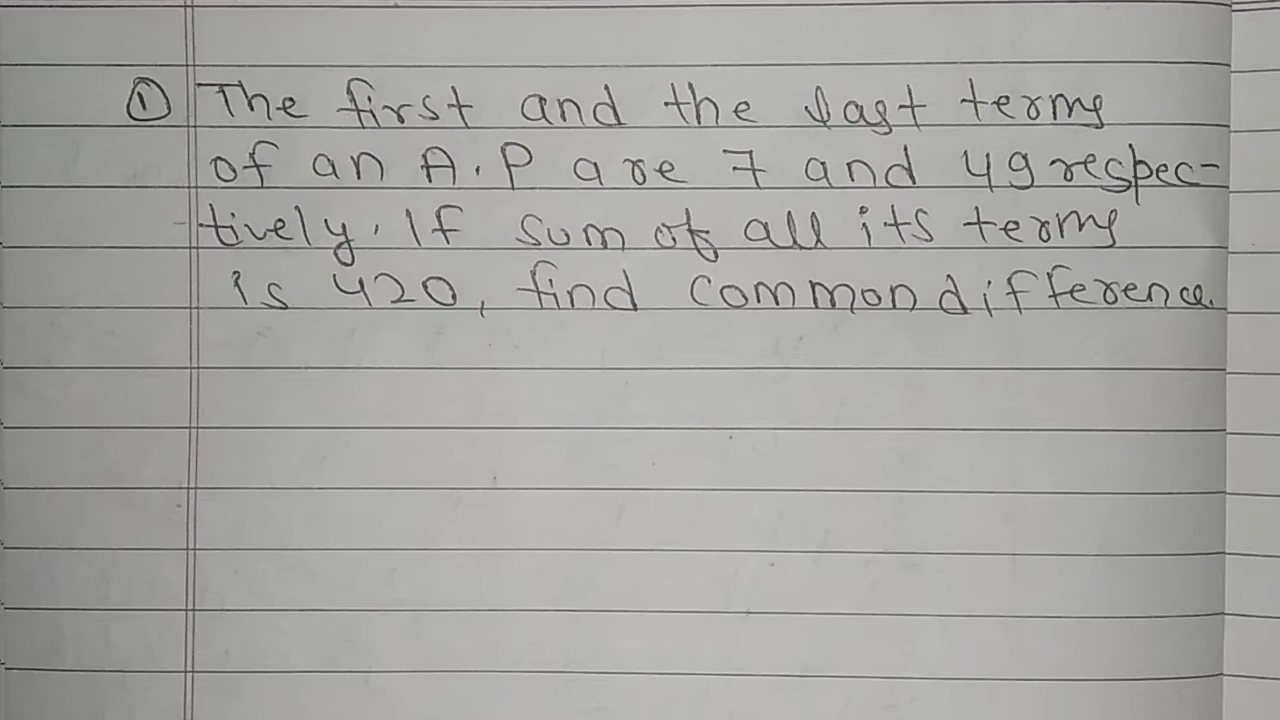 ① The first and the last terms
of an A.P are 7 and 49 respec-
tively. If sum of all its terms
is 420, find common difference.